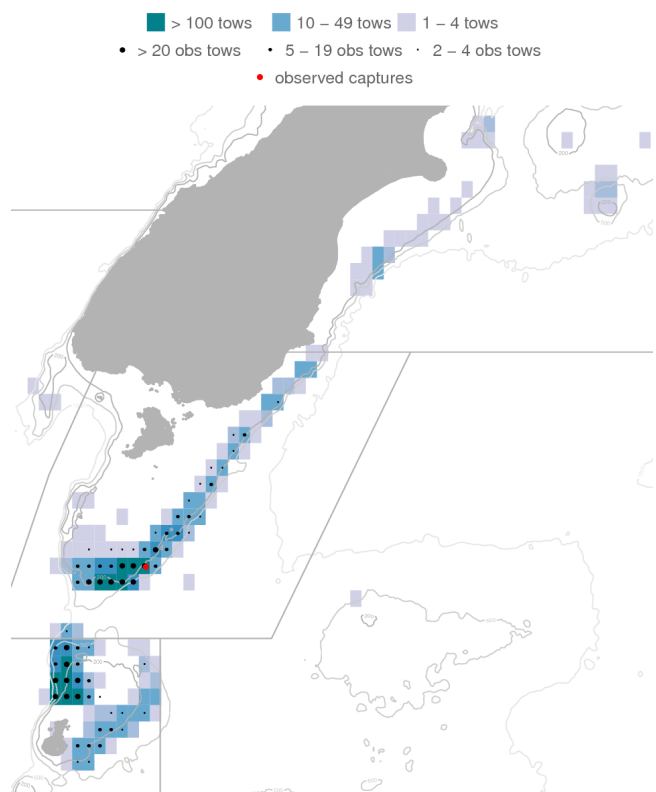 > 100 tows 10 – 49 tows 1 – 4 tows
> 20 obs tows 5 – 19 obs tows 2 – 4 obs tows
observed captures